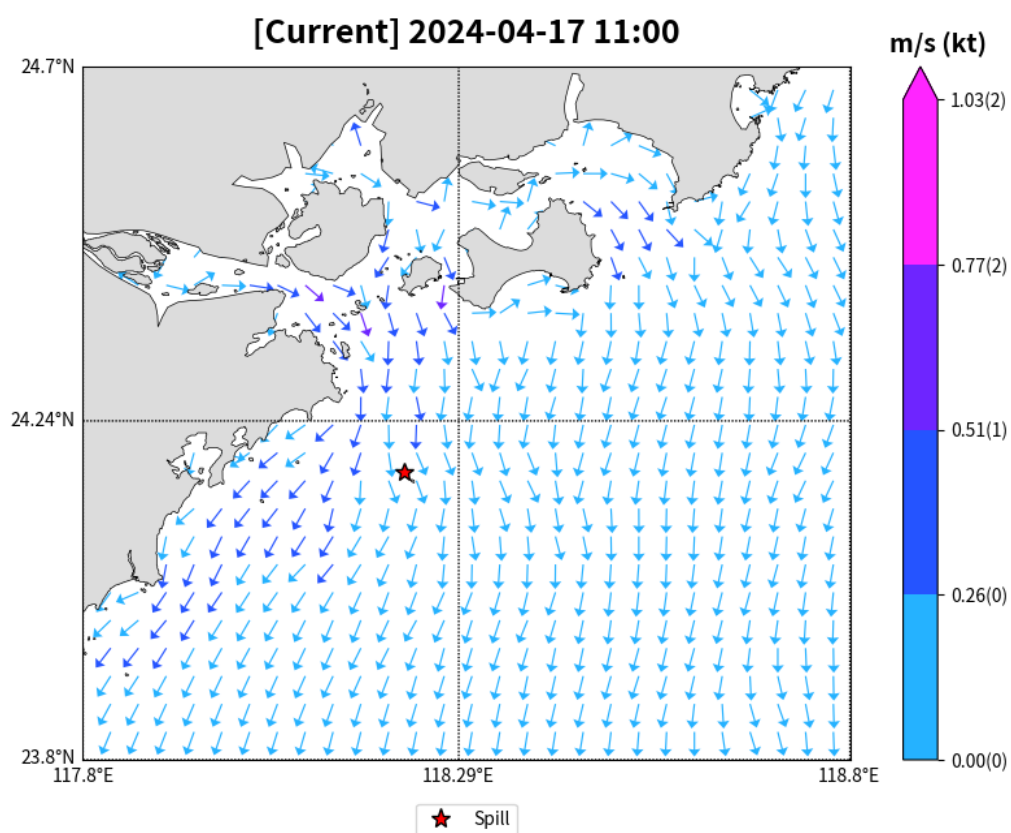 [Current] 2024-04-17 11:00
m/s (kt)
24.7°N
1.03(2)
0.77(2)
24.24°N
0.51(1)
0.26(0)
23.8°N
0.00(0)
117.8°E
118.29°E
118.8°E
Spill